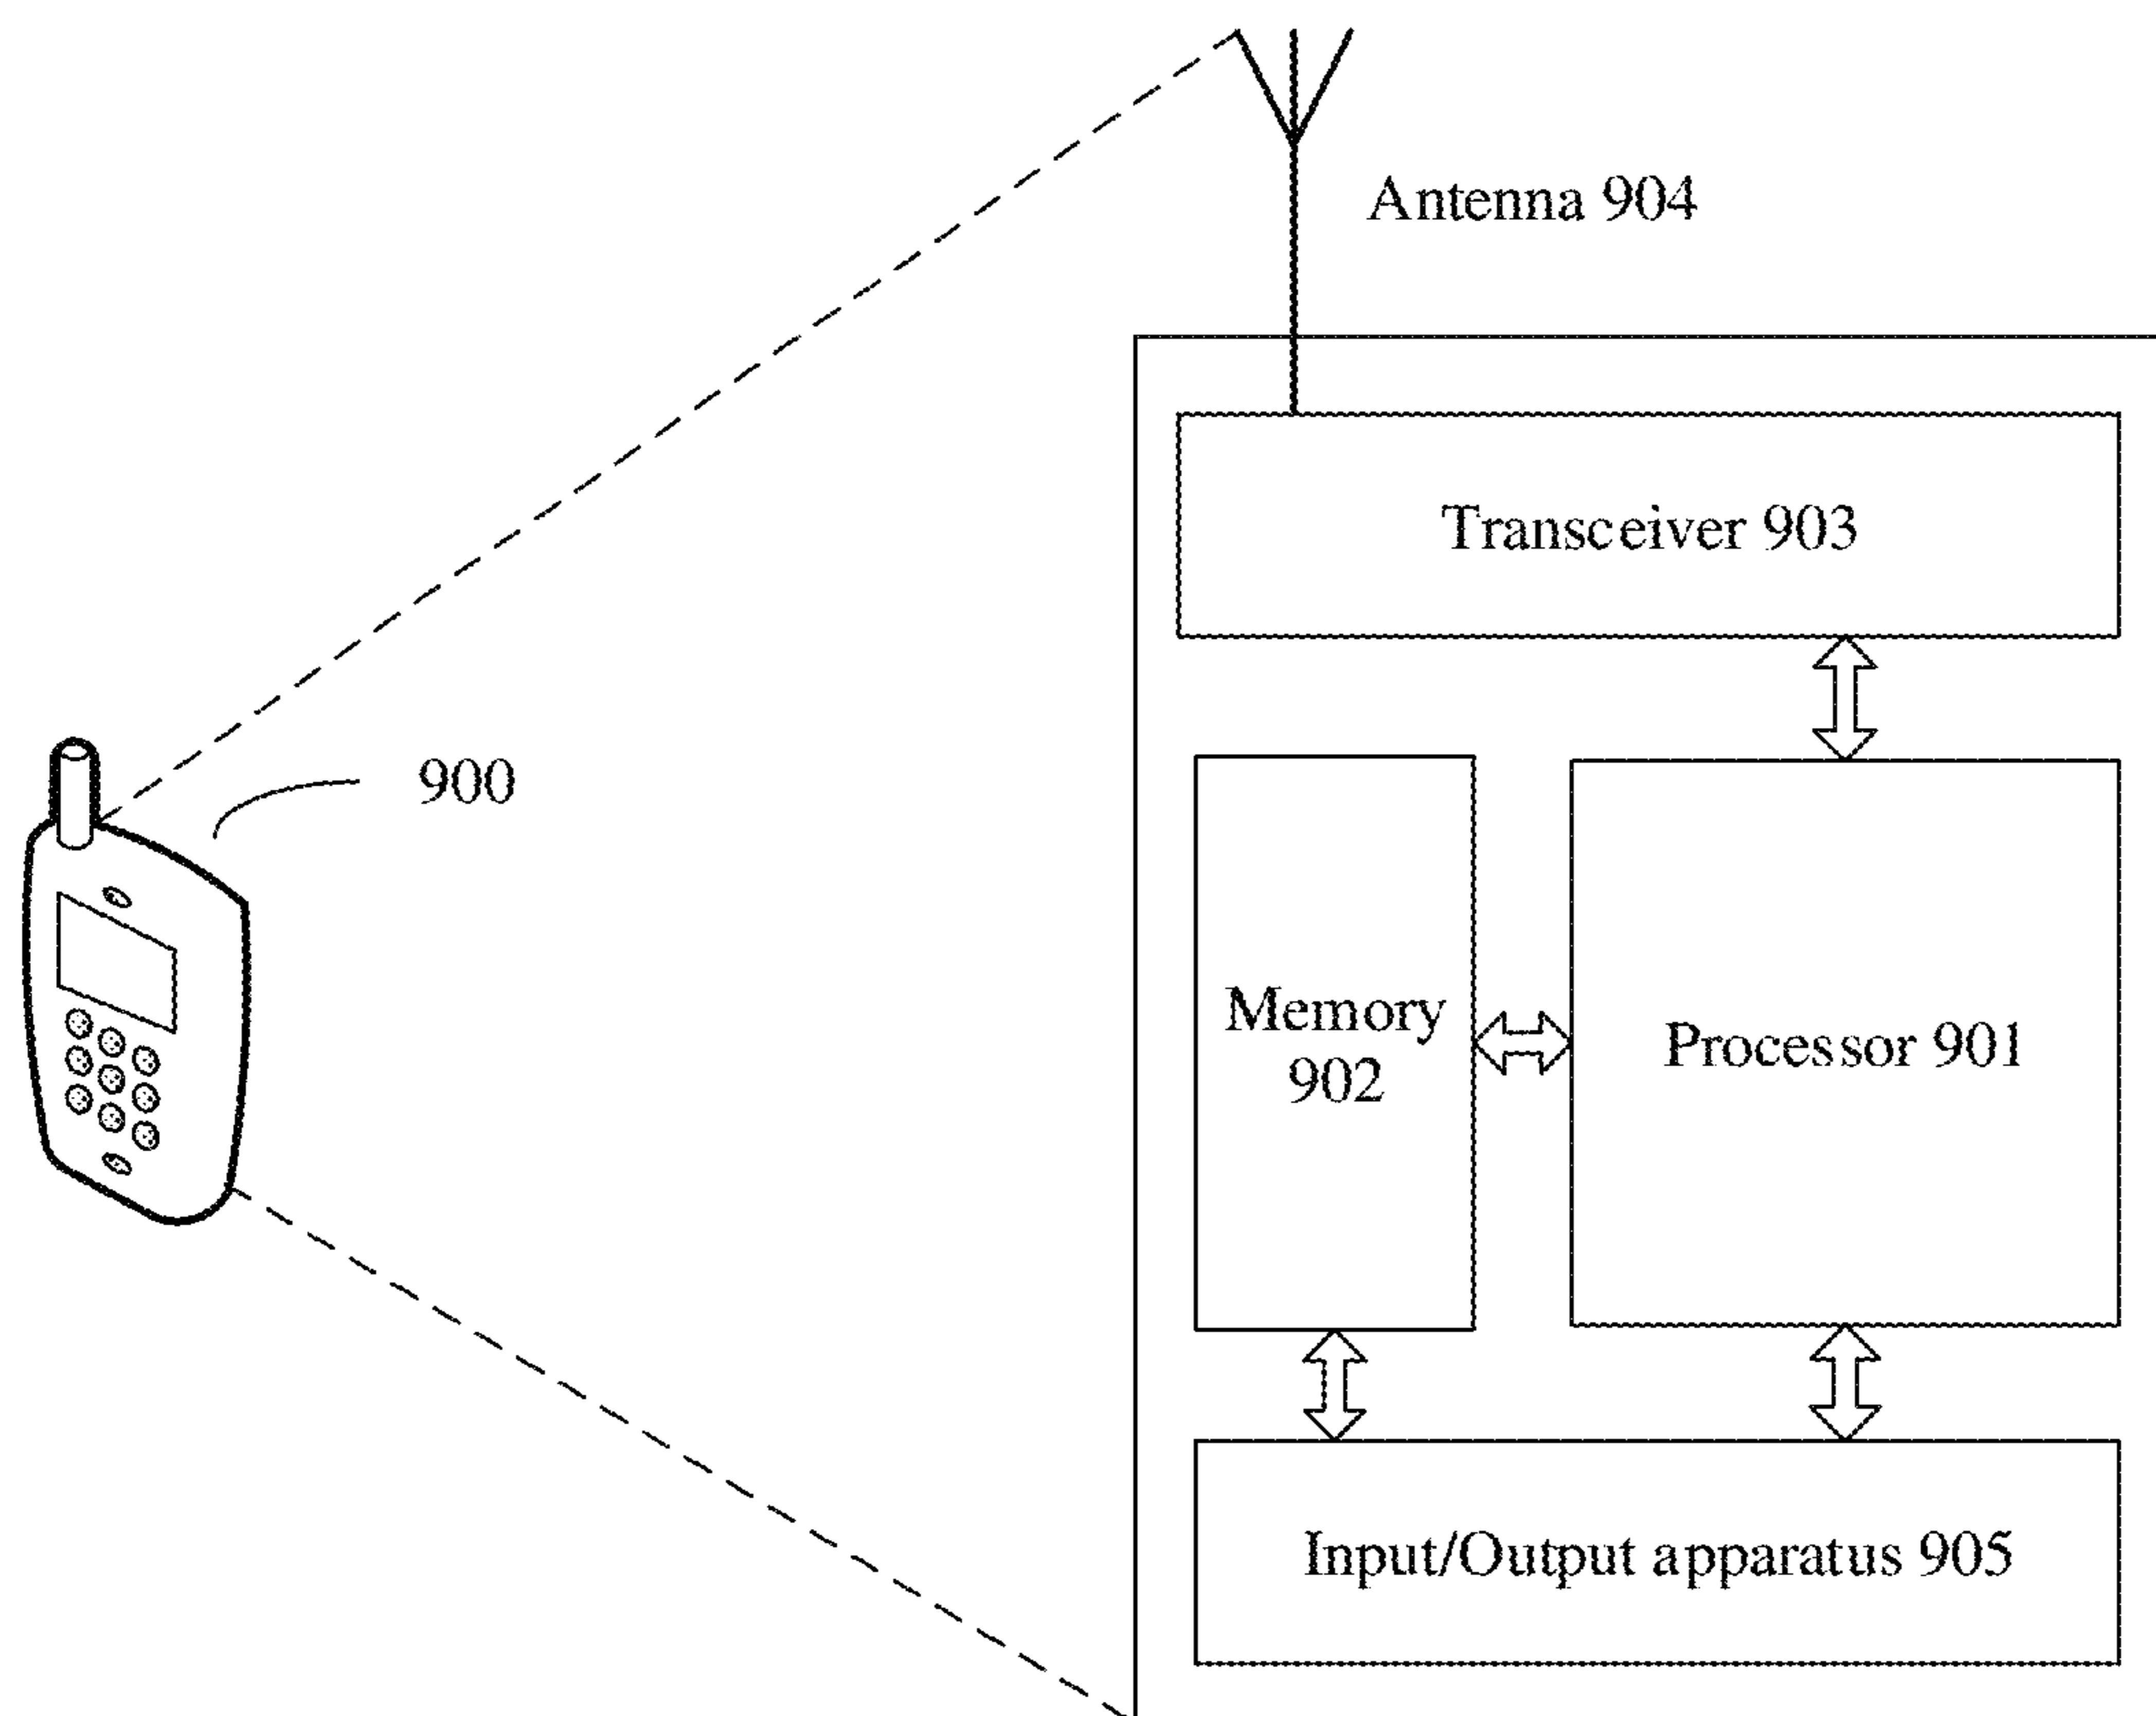 Antenna 904
Transceiver 903
900
Memory
902
Processor 901
Input/Output apparatus 905